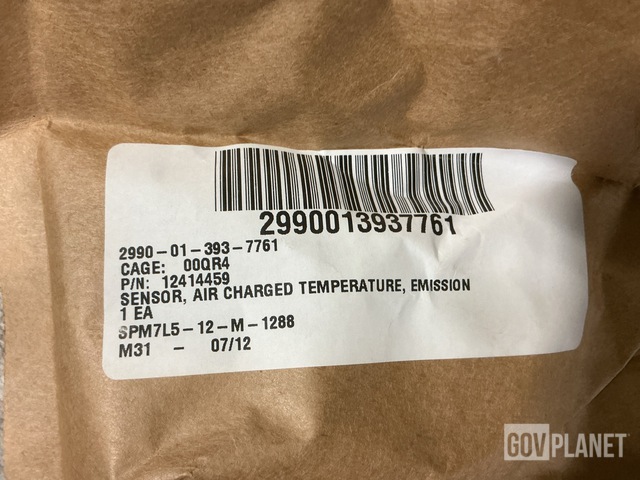 2990013937761
2990-01-393-7761
CAGE: 00QR4
P/N: 12414459
SENSOR, AIR CHARGED TEMPERATURE, EMISSION
1 EA
SPM7L5-12-M-1288
M31 - 07/12
GOVPLANET